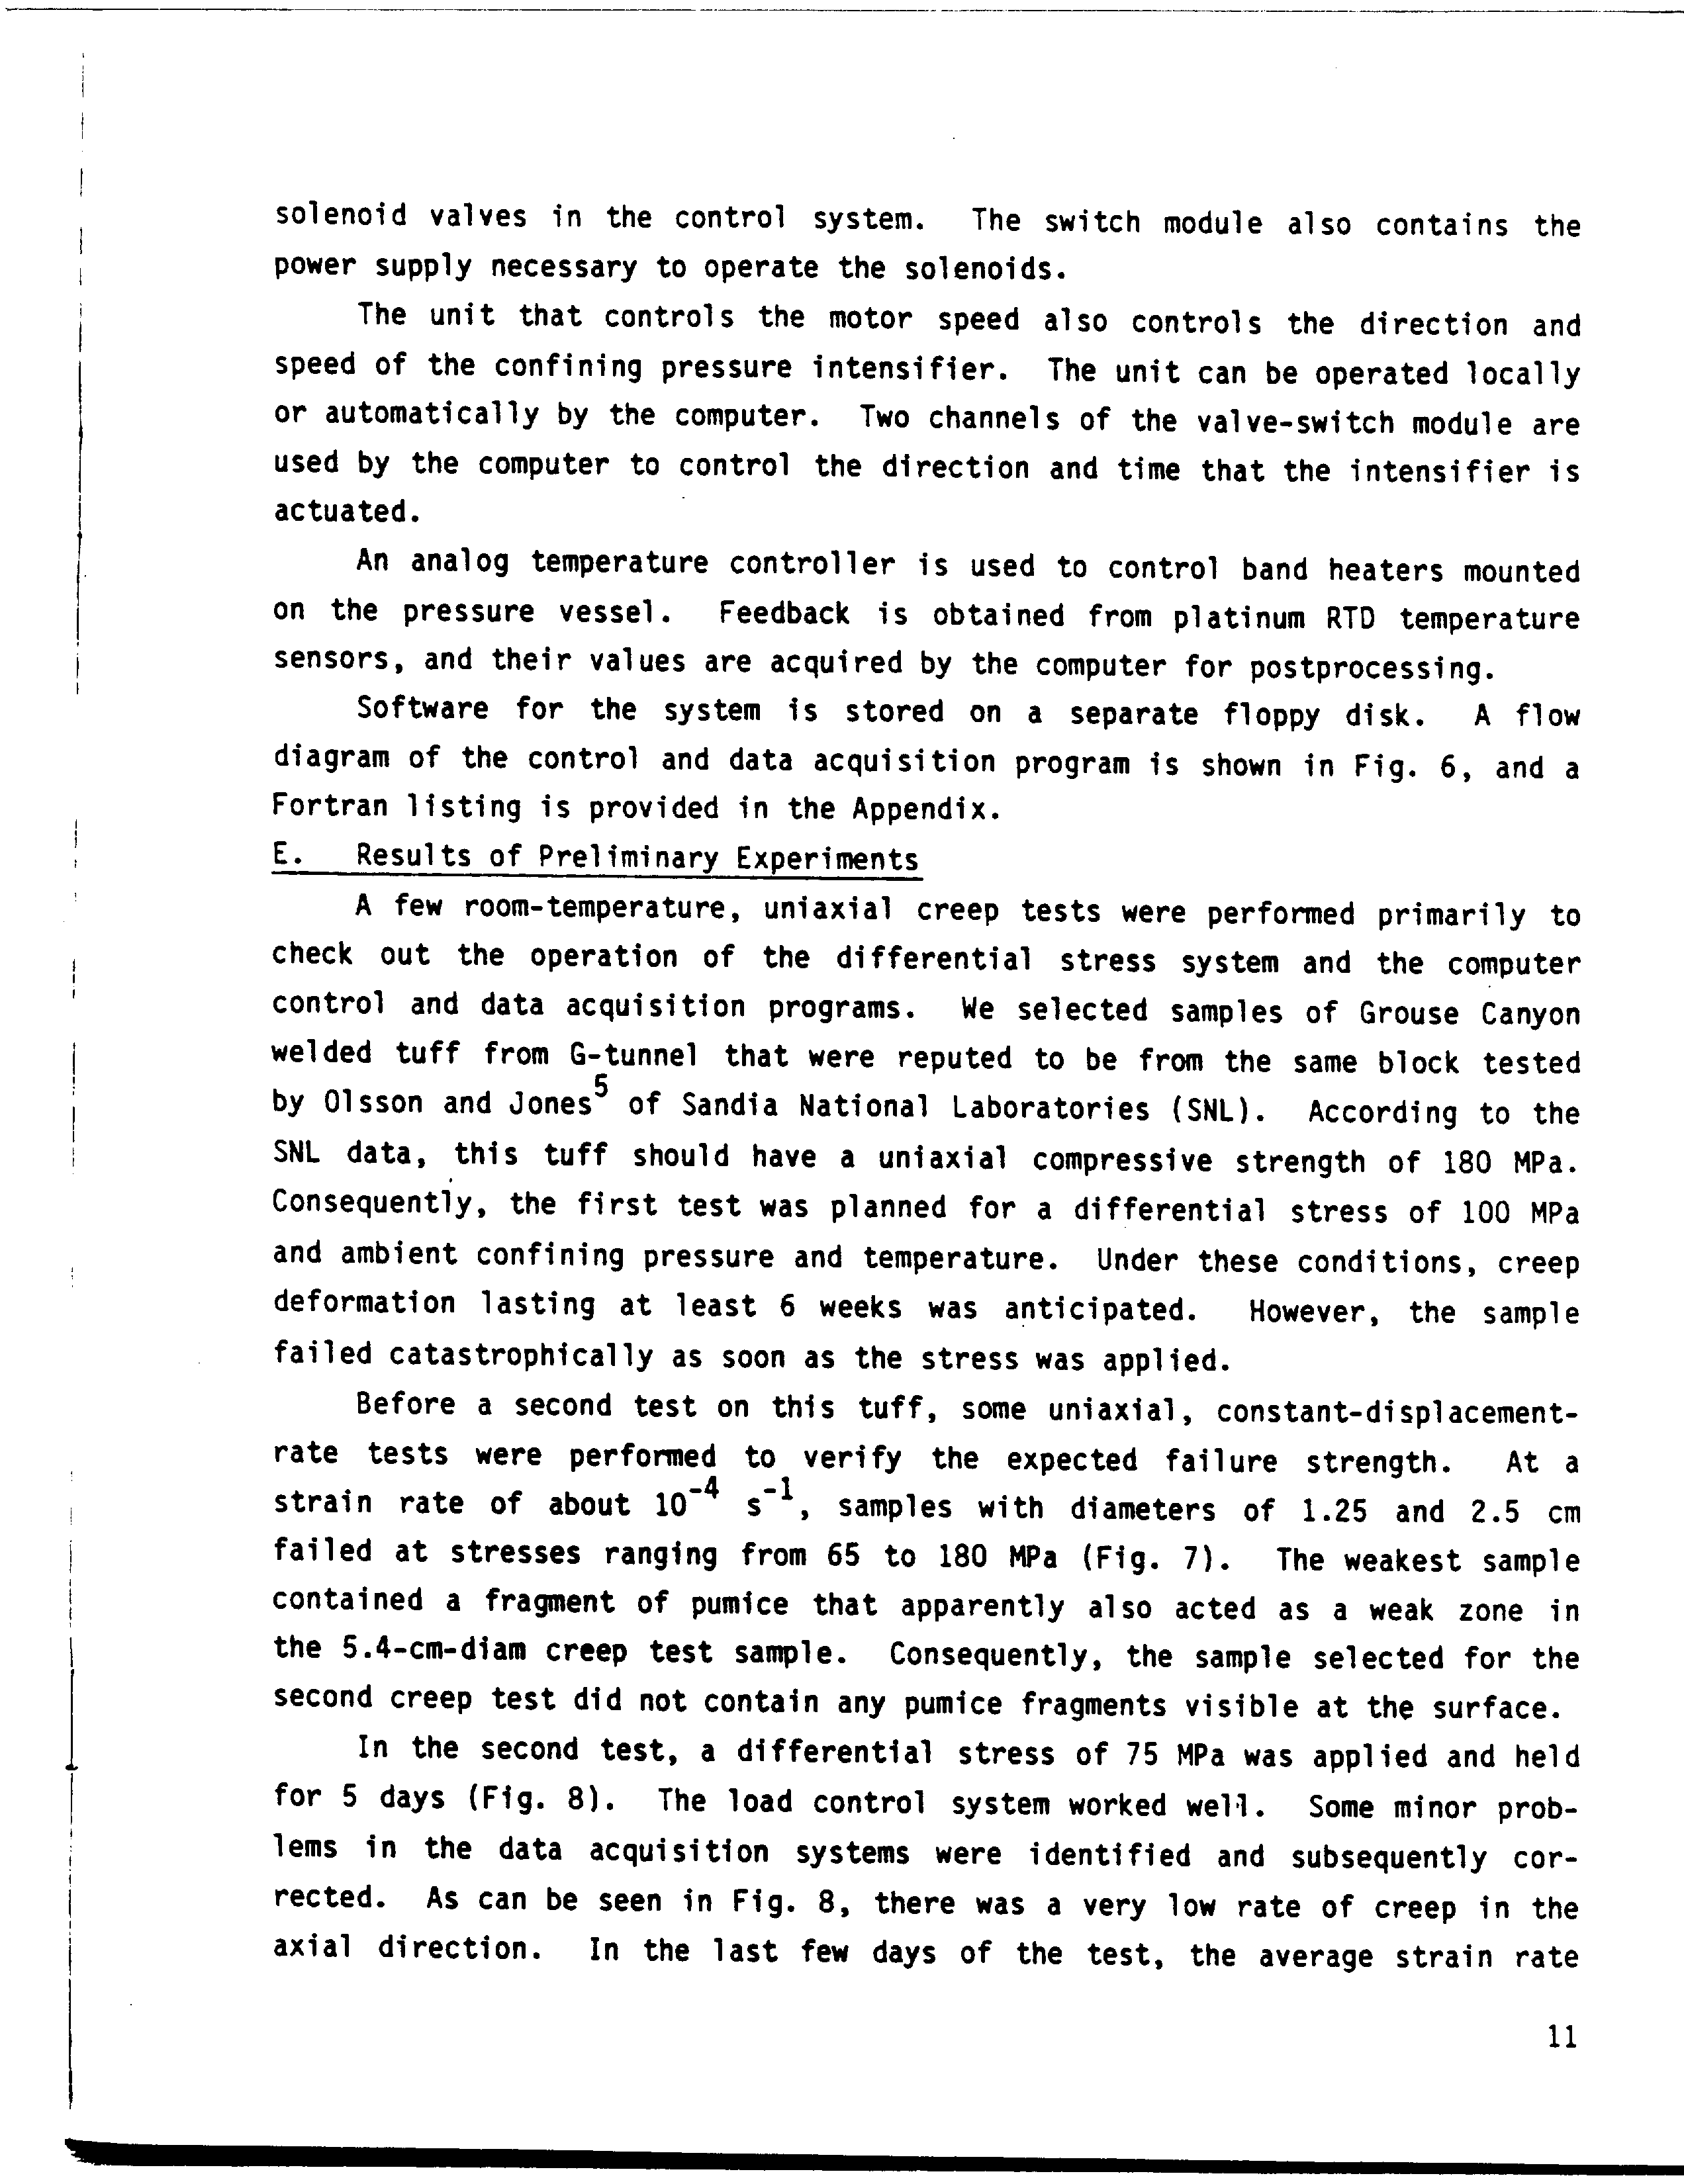 solenoid valves in the control system. The switch module also contains the
power supply necessary to operate the solenoids.
The unit that controls the motor speed also controls the direction and
speed of the confining pressure intensifier. The unit can be operated locally
or automatically by the computer. Two channels of the valve-switch module are
used by the computer to control the direction and time that the intensifier is
actuated.
An analog temperature controller is used to control band heaters mounted
on the pressure vessel. Feedback is obtained from platinum RTD temperature
sensors, and their values are acquired by the computer for postprocessing.
Software for the system is stored on a separate floppy disk. A flow
diagram of the control and data acquisition program is shown in Fig. 6, and a
Fortran listing is provided in the Appendix.
E. Results of Preliminary Experiments
A few room-temperature, uniaxial creep tests were performed primarily to
check out the operation of the differential stress system and the computer
control and data acquisition programs. We selected samples of Grouse Canyon
welded tuff from G-tunnel that were reputed to be from the same block tested
by Olsson and Jones⁵ of Sandia National Laboratories (SNL). According to the
SNL data, this tuff should have a uniaxial compressive strength of 180 MPa.
Consequently, the first test was planned for a differential stress of 100 MPa
and ambient confining pressure and temperature. Under these conditions, creep
deformation lasting at least 6 weeks was anticipated. However, the sample
failed catastrophically as soon as the stress was applied.
Before a second test on this tuff, some uniaxial, constant-displacement-
rate tests were performed to verify the expected failure strength. At a
strain rate of about 10⁻⁴ s⁻¹, samples with diameters of 1.25 and 2.5 cm
failed at stresses ranging from 65 to 180 MPa (Fig. 7). The weakest sample
contained a fragment of pumice that apparently also acted as a weak zone in
the 5.4-cm-diam creep test sample. Consequently, the sample selected for the
second creep test did not contain any pumice fragments visible at the surface.
In the second test, a differential stress of 75 MPa was applied and held
for 5 days (Fig. 8). The load control system worked well. Some minor prob-
lems in the data acquisition systems were identified and subsequently cor-
rected. As can be seen in Fig. 8, there was a very low rate of creep in the
axial direction. In the last few days of the test, the average strain rate
11